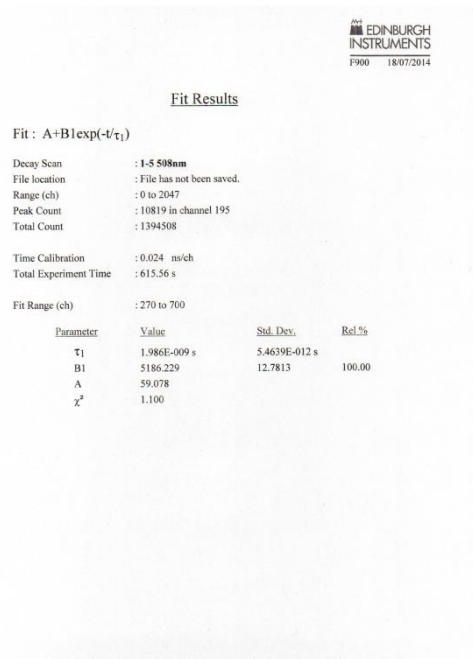 EDINBURGH
INSTRUMENTS
F900 18/07/2014
Fit Results
Fit : A+B1exp(-t/τ1)
Decay Scan : 1-5 508nm
File location : File has not been saved.
Range (ch) : 0 to 2047
Peak Count : 10819 in channel 195
Total Count : 1394508
Time Calibration : 0.024 ns/ch
Total Experiment Time : 615.56 s
Fit Range (ch) : 270 to 700
Parameter Value Std. Dev. Rel %
τ1 1.986E-009 s 5.4639E-012 s
B1 5186.229 12.7813 100.00
A 59.078
χ² 1.100